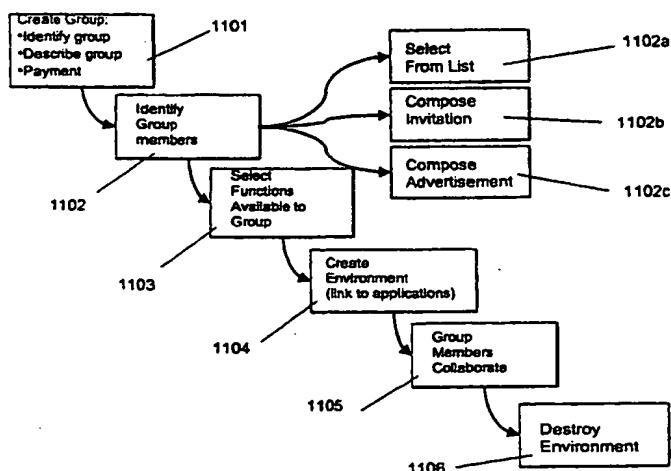 Create Group:
•Identify group
•Describe group
•Payment
1101
Identify
Group
members
1102
Select
From List
1102a
Compose
Invitation
1102b
Compose
Advertisement
1102c
Select
Functions
Available to
Group
1103
Create
Environment
(link to applications)
1104
Group
Members
Collaborate
1105
Destroy
Environment
1106